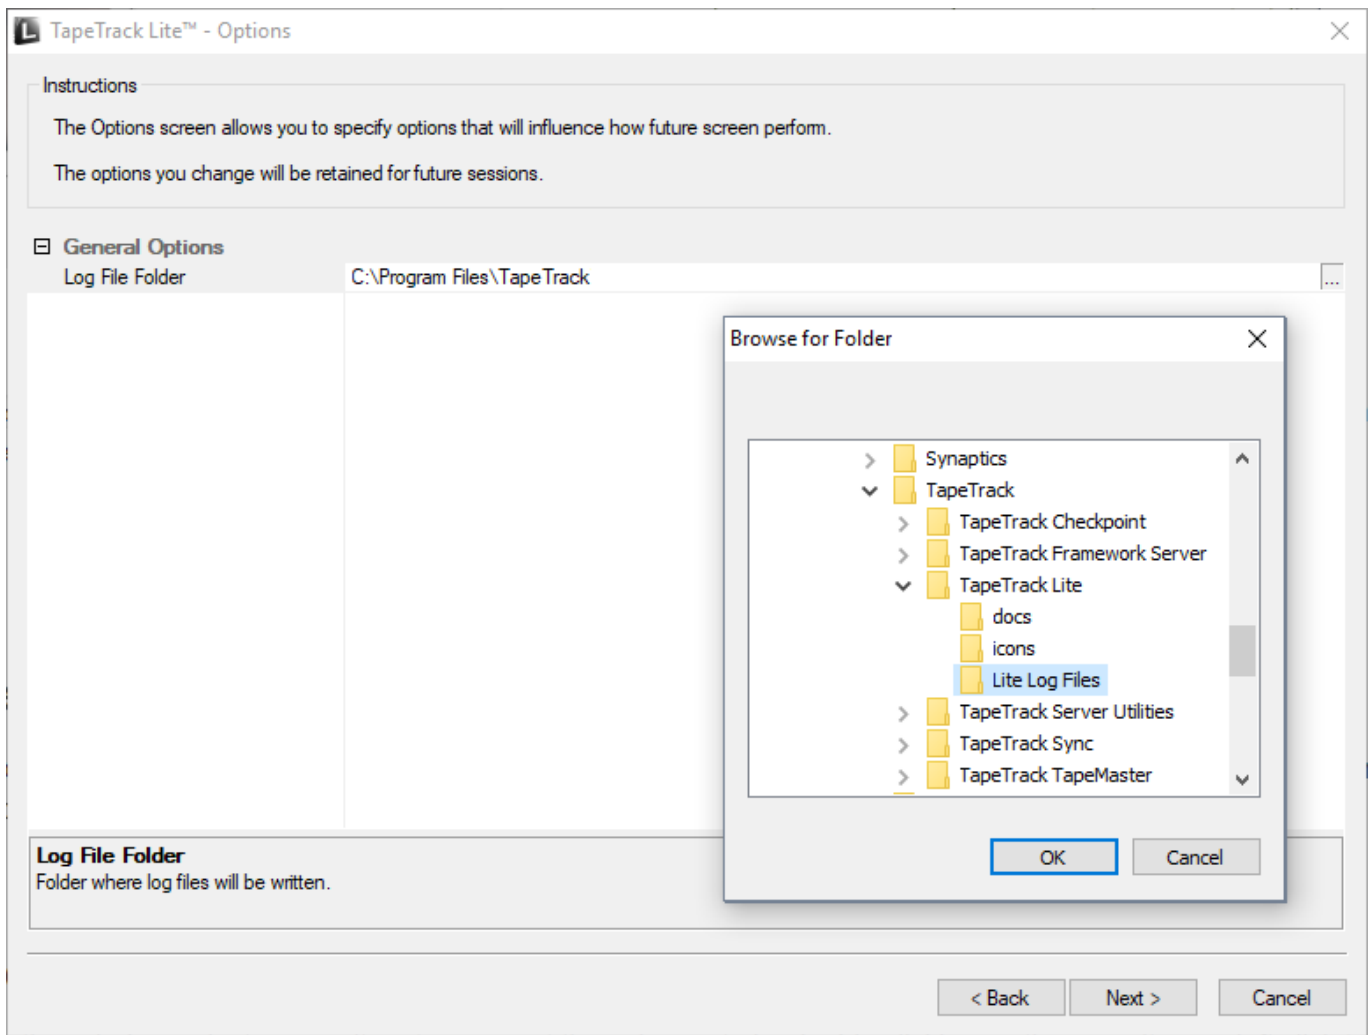 TapeTrack Lite™ - Options
Instructions
The Options screen allows you to specify options that will influence how future screen perform.
The options you change will be retained for future sessions.
General Options
Log File Folder
C:\Program Files\TapeTrack
...
Browse for Folder
Synaptics
TapeTrack
TapeTrack Checkpoint
TapeTrack Framework Server
TapeTrack Lite
docs
icons
Lite Log Files
TapeTrack Server Utilities
TapeTrack Sync
TapeTrack TapeMaster
OK
Cancel
Log File Folder
Folder where log files will be written.
< Back
Next >
Cancel